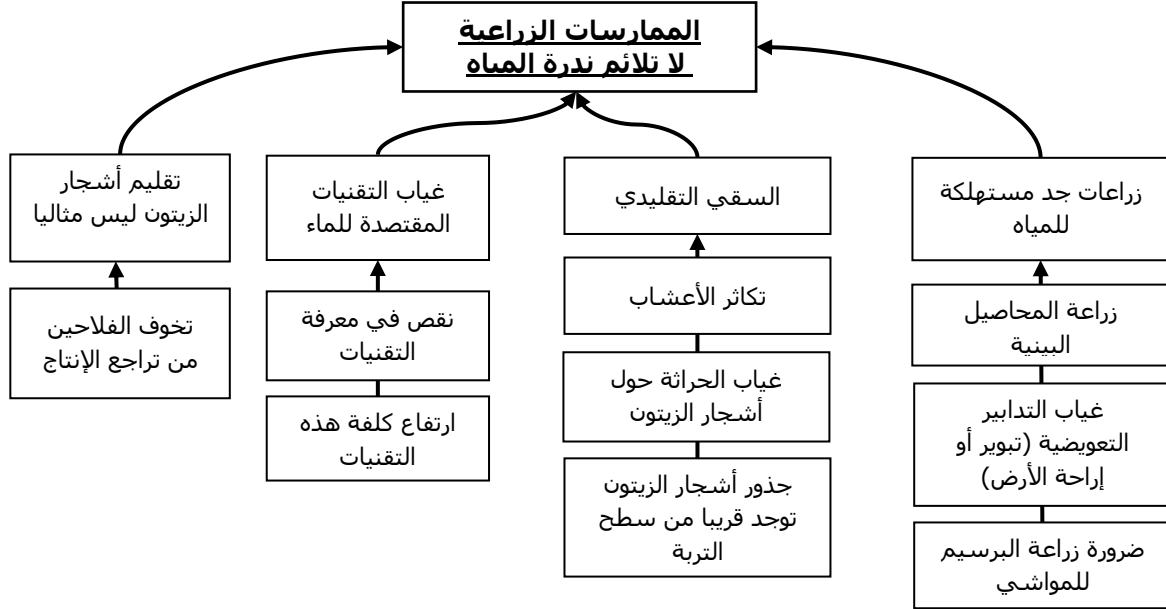 الممارسات الزراعية
لا تلائم ندرة المياه
زراعات جد مستهلكة
للمياه
زراعة المحاصيل
البينية
غياب التدابير
التعويضية (تبوير أو
إراحة الأرض)
ضرورة زراعة البرسيم
للمواشي
السقي التقليدي
تكاثر الأعشاب
غياب الحراثة حول
أشجار الزيتون
جذور أشجار الزيتون
توجد قريبا من سطح
التربة
غياب التقنيات
المقتصدة للماء
نقص في معرفة
التقنيات
ارتفاع كلفة هذه
التقنيات
تقليم أشجار
الزيتون ليس مثاليا
تخوف الفلاحين
من تراجع الإنتاج